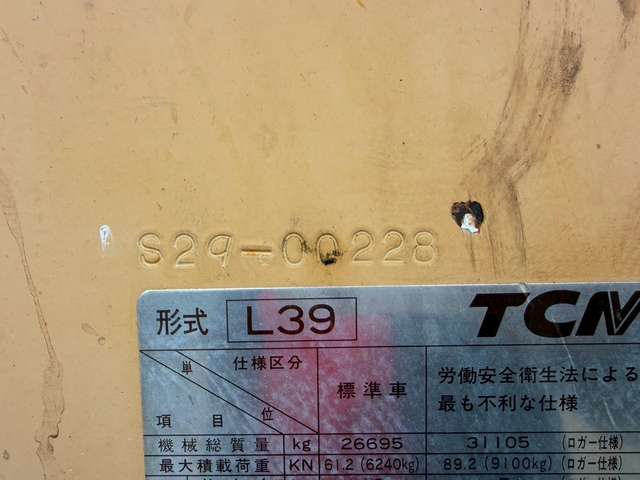 S29-00228
形式 L39 TCM
単位 仕様区分
項目
標準車
労働安全衛生法による
最も不利な仕様
機械総質量 kg 26695 31105 (ロガー仕様)
最大積載荷重 KN 61.2 (6240kg) 89.2 (9100kg) (ロガー仕様)